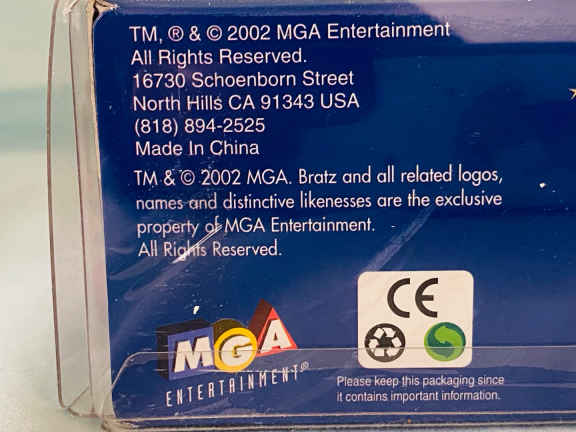 TM, ® & © 2002 MGA Entertainment
All Rights Reserved.
16730 Schoenborn Street
North Hills CA 91343 USA
(818) 894-2525
Made In China
TM & © 2002 MGA. Bratz and all related logos,
names and distinctive likenesses are the exclusive
property of MGA Entertainment.
All Rights Reserved.
CE
MGA
ENTERTAINMENT®
Please keep this packaging since
it contains important information.